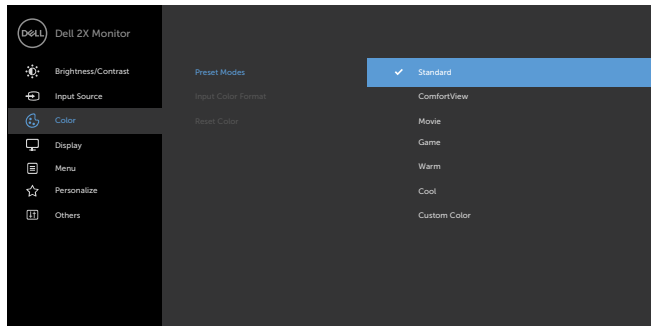 DELL
Dell 2X Monitor
Brightness/Contrast
Input Source
Color
Display
Menu
Personalize
Others
Preset Modes
Input Color Format
Reset Color
Standard
ComfortView
Movie
Game
Warm
Cool
Custom Color